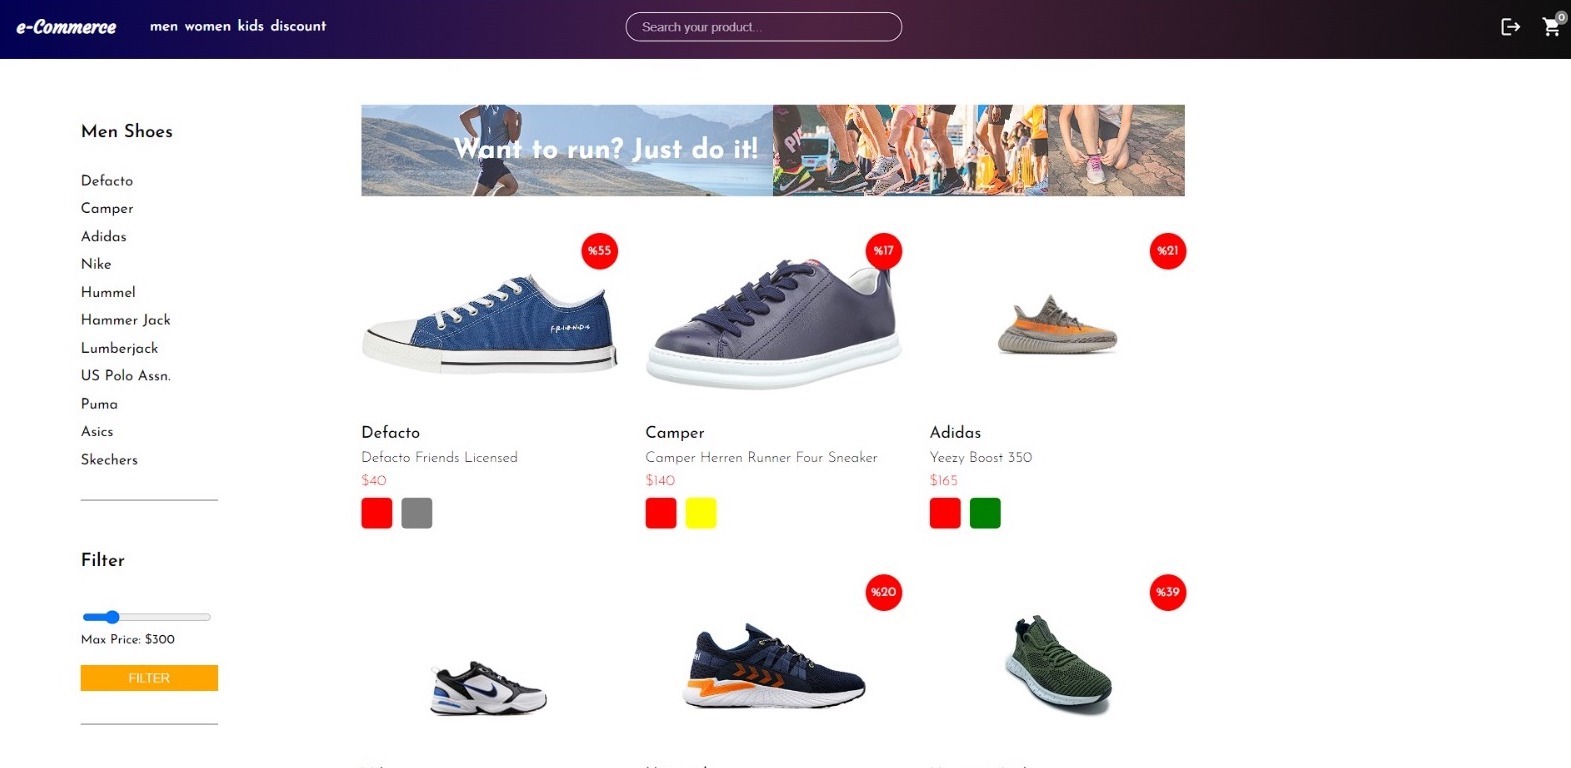 e-Commerce
men women kids discount
Search your product...
0
Men Shoes
Defacto
Camper
Adidas
Nike
Hummel
Hammer Jack
Lumberjack
US Polo Assn.
Puma
Asics
Skechers
Filter
Max Price: $300
FILTER
Want to run? Just do it!
%55
F·R·I·E·N·D·S
Defacto
Defacto Friends Licensed
$40
%17
Camper
Camper Herren Runner Four Sneaker
$140
%21
Adidas
Yeezy Boost 350
$165
%20
%39